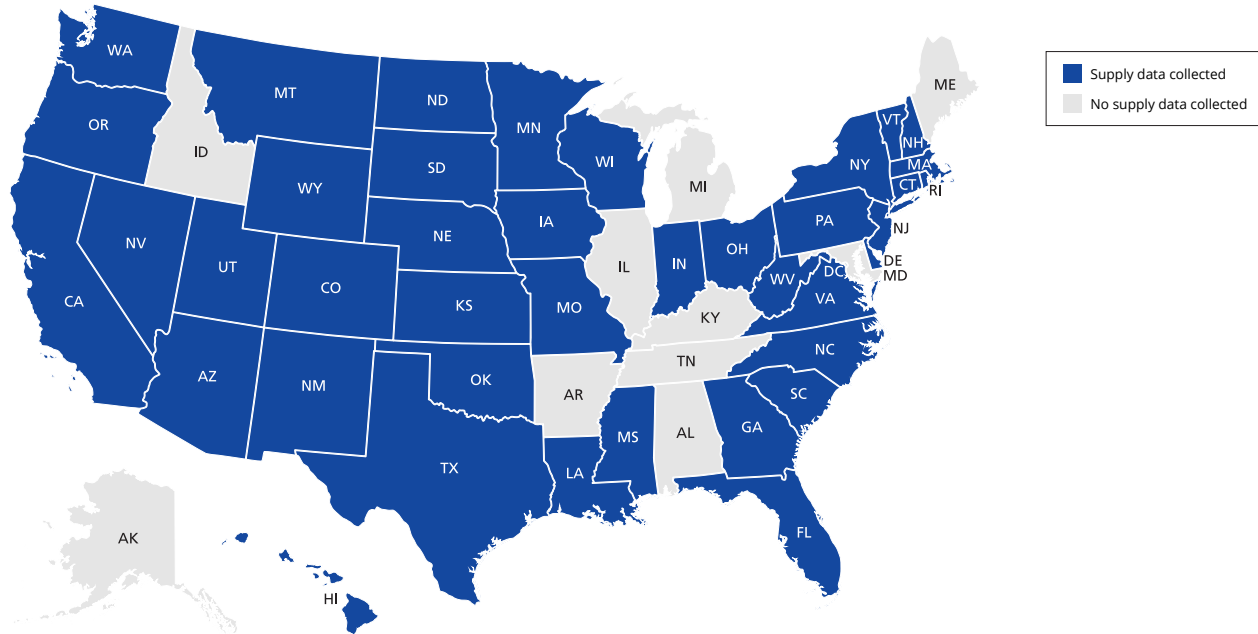 WA
MT
ND
MN
OR
ID
SD
WI
WY
MI
ME
VT
NH
NY
MA
CT
RI
NV
UT
CO
NE
IA
IL
IN
OH
PA
NJ
DE
MD
DC
WV
VA
CA
KS
MO
KY
NC
AZ
NM
OK
AR
TN
SC
TX
LA
MS
AL
GA
FL
AK
HI
Supply data collected
No supply data collected